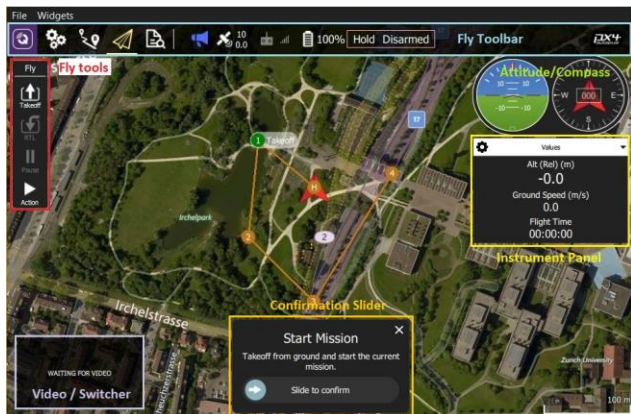 File Widgets
10
0.0
100% Hold Disarmed Fly Toolbar px4
Fly Fly tools
Takeoff
RTL
Pause
Action
Attitude/Compass
10 10
-10 -10
W 000 E
S
17
1 Takeoff
H
4
2
2
Irchelpark
Values
Alt (Rel) (m)
-0.0
Ground Speed (m/s)
0.0
Flight Time
00:00:00
Instrument Panel
Irchelstrasse
Confirmation Slider
Start Mission
Takeoff from ground and start the current
mission.
Slide to confirm
WAITING FOR VIDEO
Video / Switcher
Zurich University
100 m